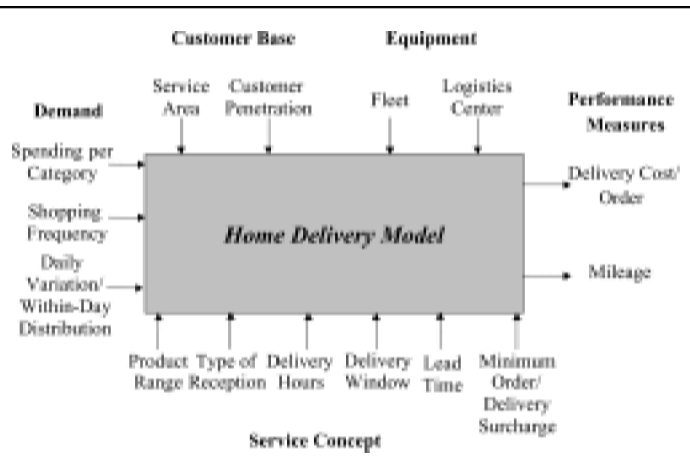 Customer Base
Equipment
Service
Area
Customer
Penetration
Fleet
Logistics
Center
Demand
Performance
Measures
Spending per
Category
Shopping
Frequency
Daily
Variation/
Within-Day
Distribution
Home Delivery Model
Delivery Cost/
Order
Mileage
Product
Range
Type of
Reception
Delivery
Hours
Delivery
Window
Lead
Time
Minimum
Order/
Delivery
Surcharge
Service Concept